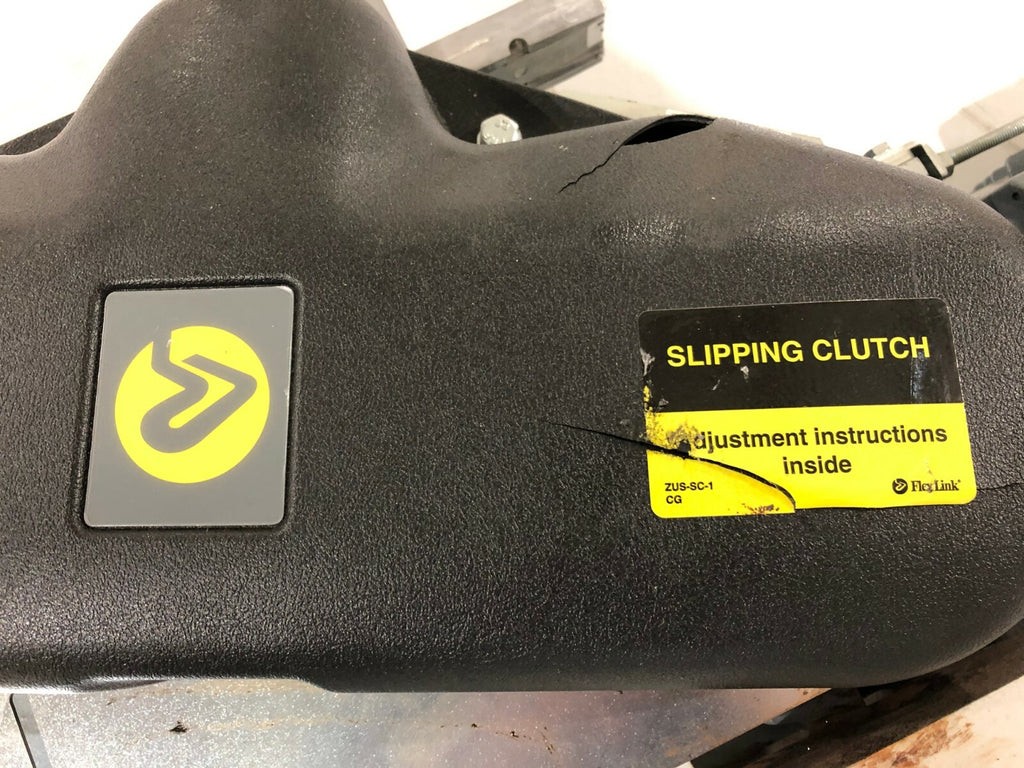 SLIPPING CLUTCH
djustment instructions
inside
ZUS-SC-1
CG
FlexLink®